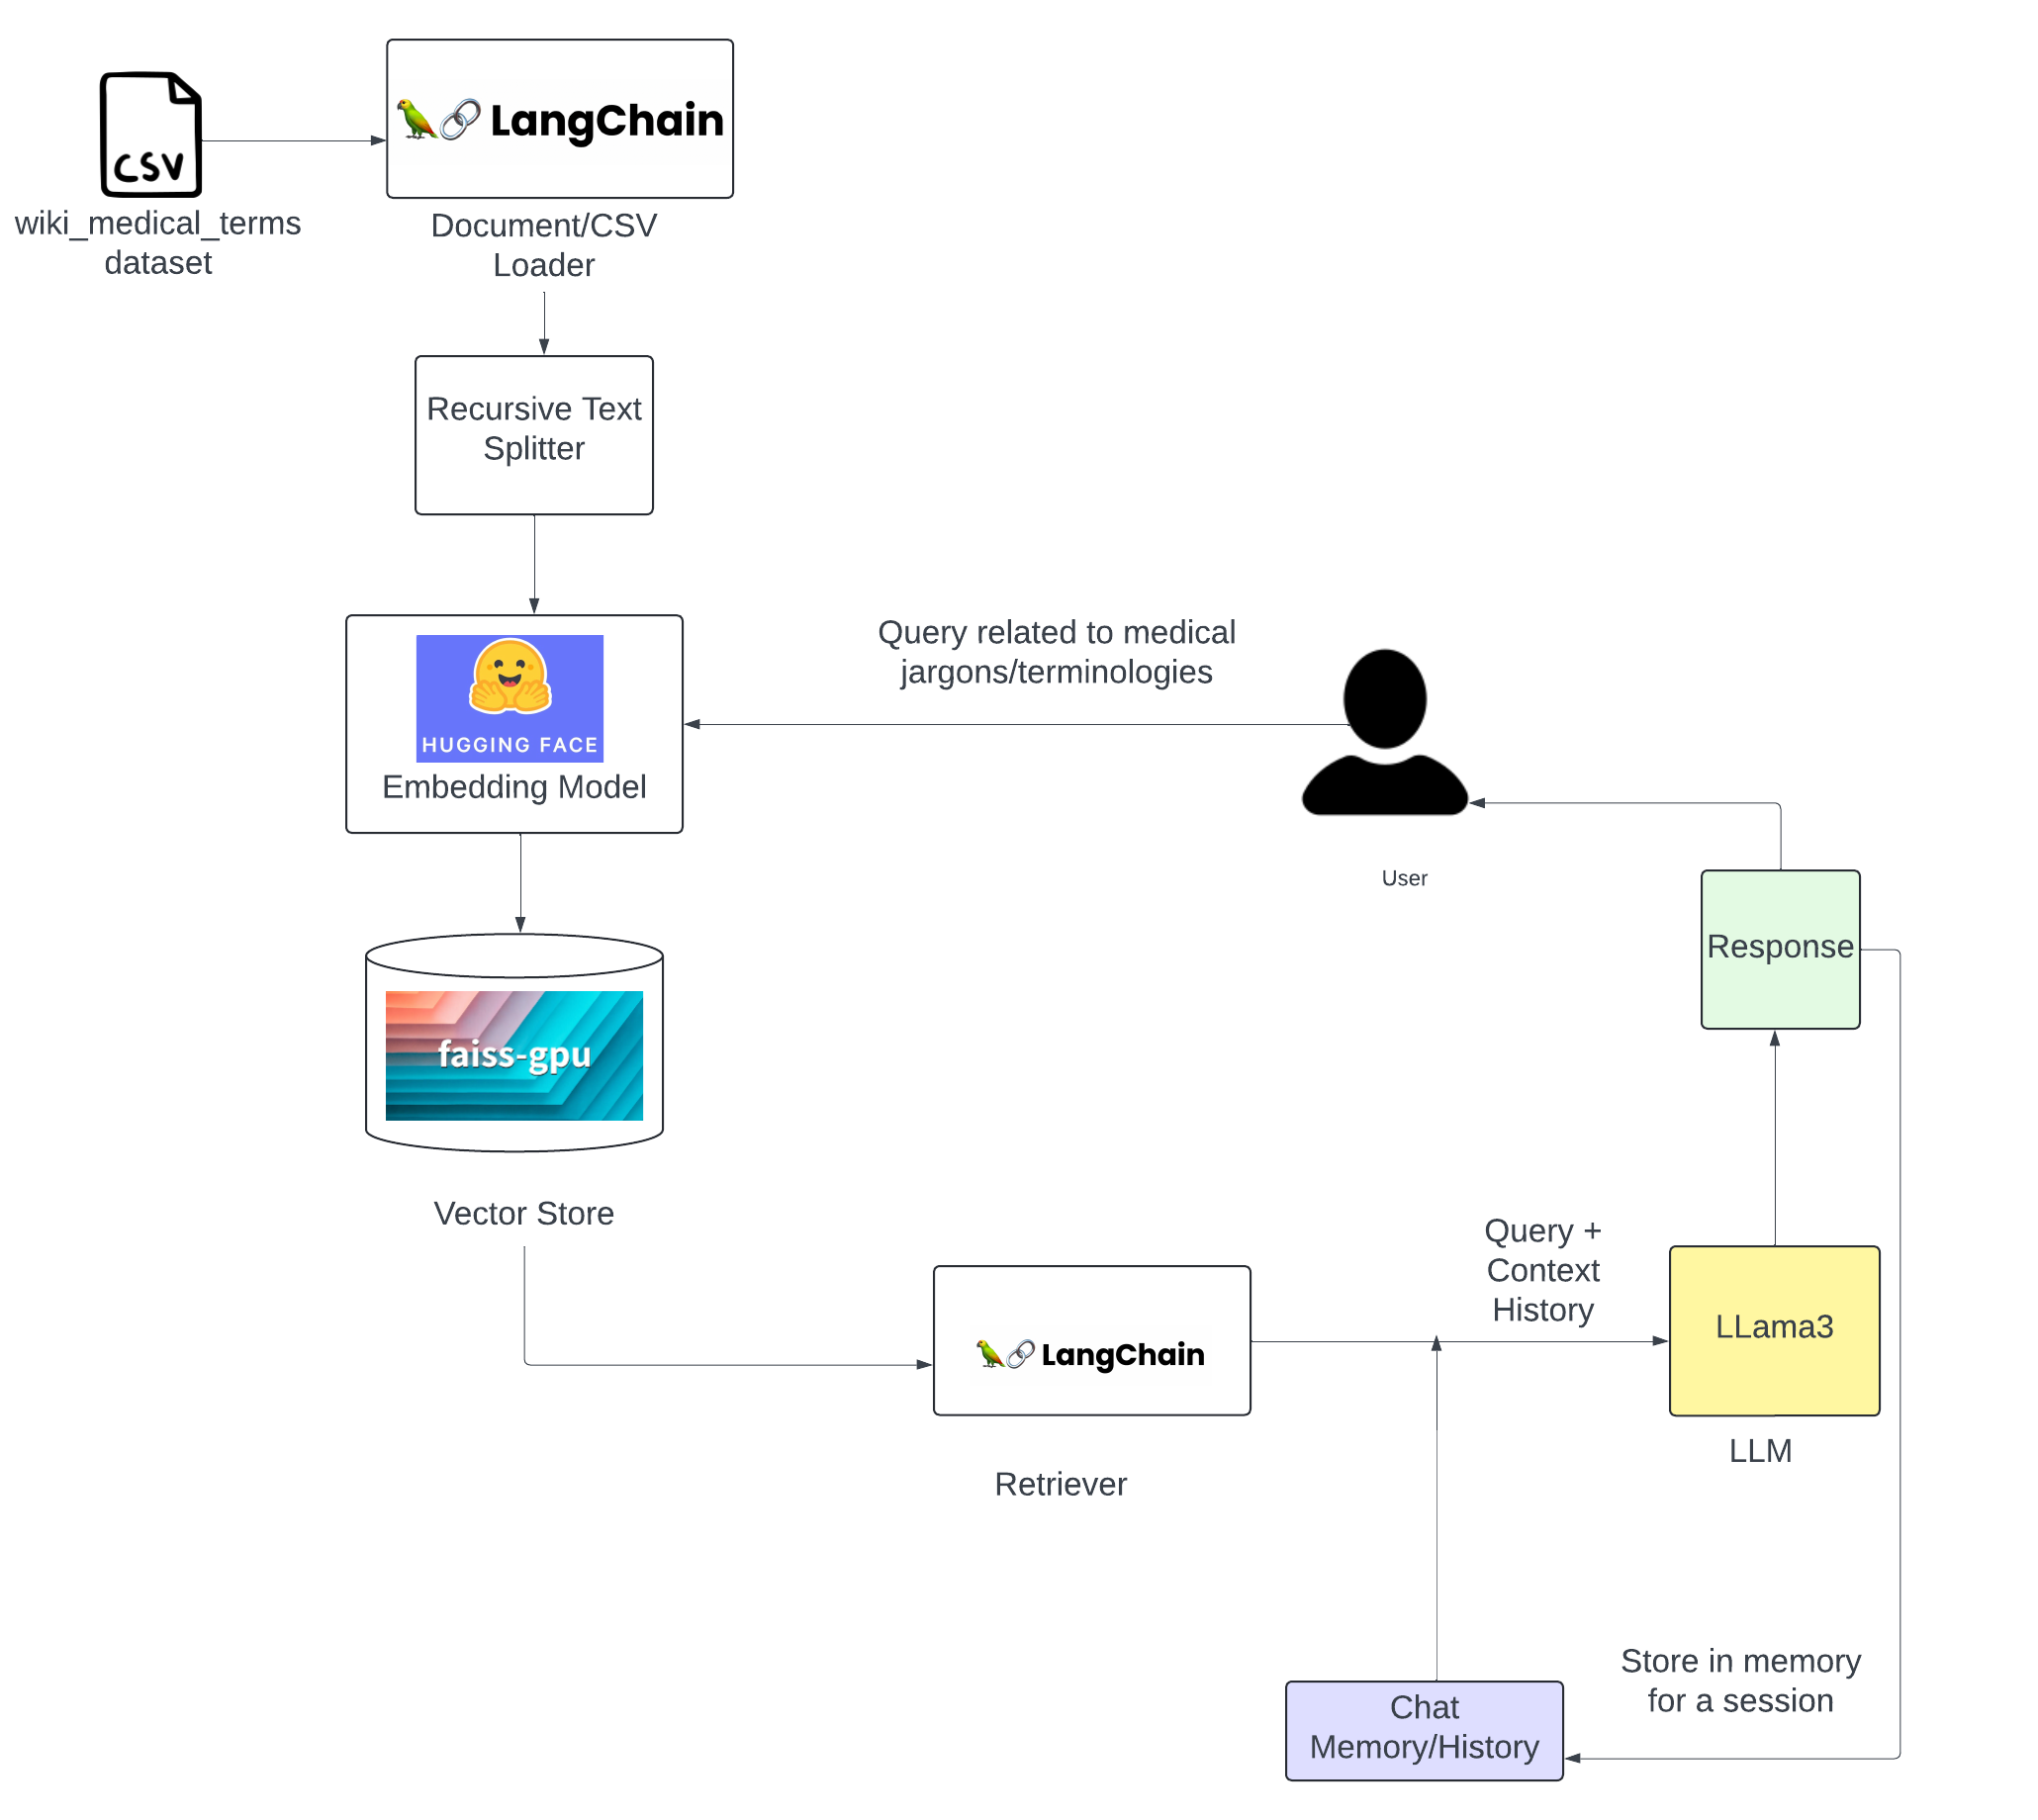 CSV
wiki_medical_terms
dataset
LangChain
Document/CSV
Loader
Recursive Text
Splitter
HUGGING FACE
Embedding Model
Query related to medical
jargons/terminologies
User
Response
faiss-gpu
Vector Store
LangChain
Retriever
Query +
Context
History
LLama3
LLM
Store in memory
for a session
Chat
Memory/History